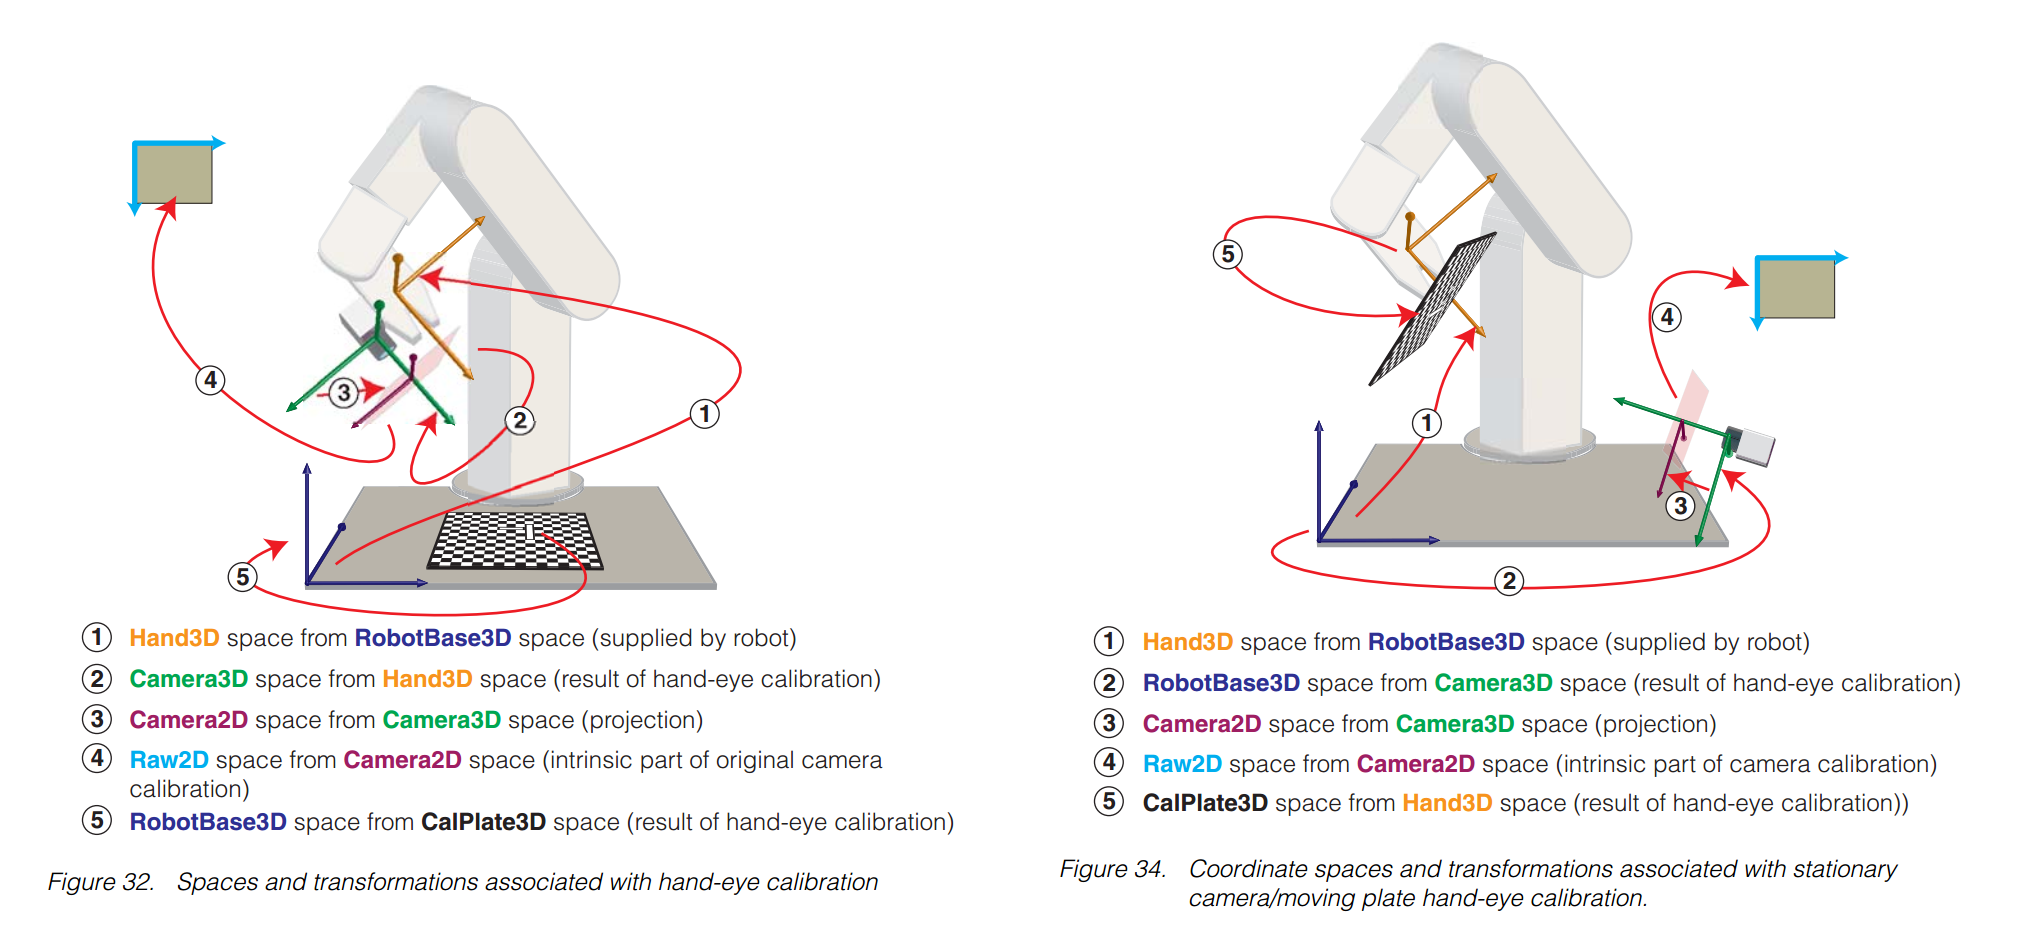 4
3
2
1
5
1 Hand3D space from RobotBase3D space (supplied by robot)
2 Camera3D space from Hand3D space (result of hand-eye calibration)
3 Camera2D space from Camera3D space (projection)
4 Raw2D space from Camera2D space (intrinsic part of original camera
calibration)
5 RobotBase3D space from CalPlate3D space (result of hand-eye calibration)
Figure 32. Spaces and transformations associated with hand-eye calibration
5
4
1
3
2
1 Hand3D space from RobotBase3D space (supplied by robot)
2 RobotBase3D space from Camera3D space (result of hand-eye calibration)
3 Camera2D space from Camera3D space (projection)
4 Raw2D space from Camera2D space (intrinsic part of camera calibration)
5 CalPlate3D space from Hand3D space (result of hand-eye calibration))
Figure 34. Coordinate spaces and transformations associated with stationary
camera/moving plate hand-eye calibration.